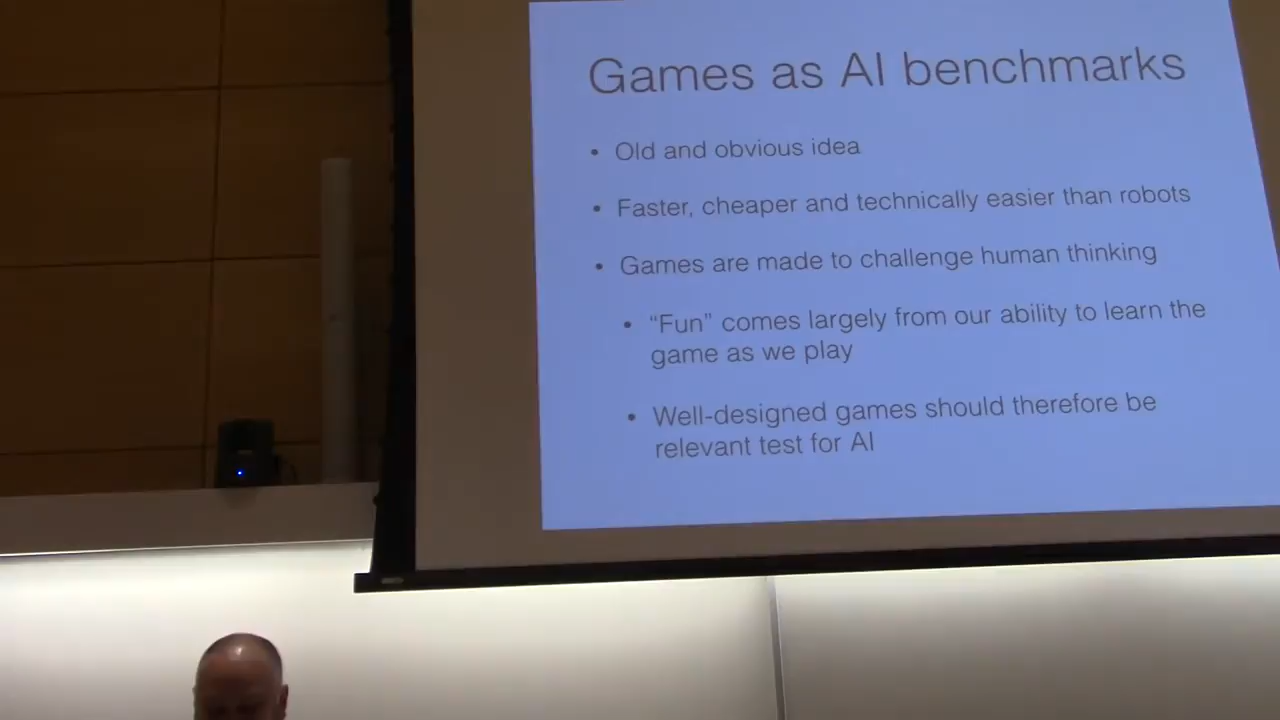 Games as AI benchmarks
• Old and obvious idea
• Faster, cheaper and technically easier than robots
• Games are made to challenge human thinking
• “Fun” comes largely from our ability to learn the
game as we play
• Well-designed games should therefore be
relevant test for AI